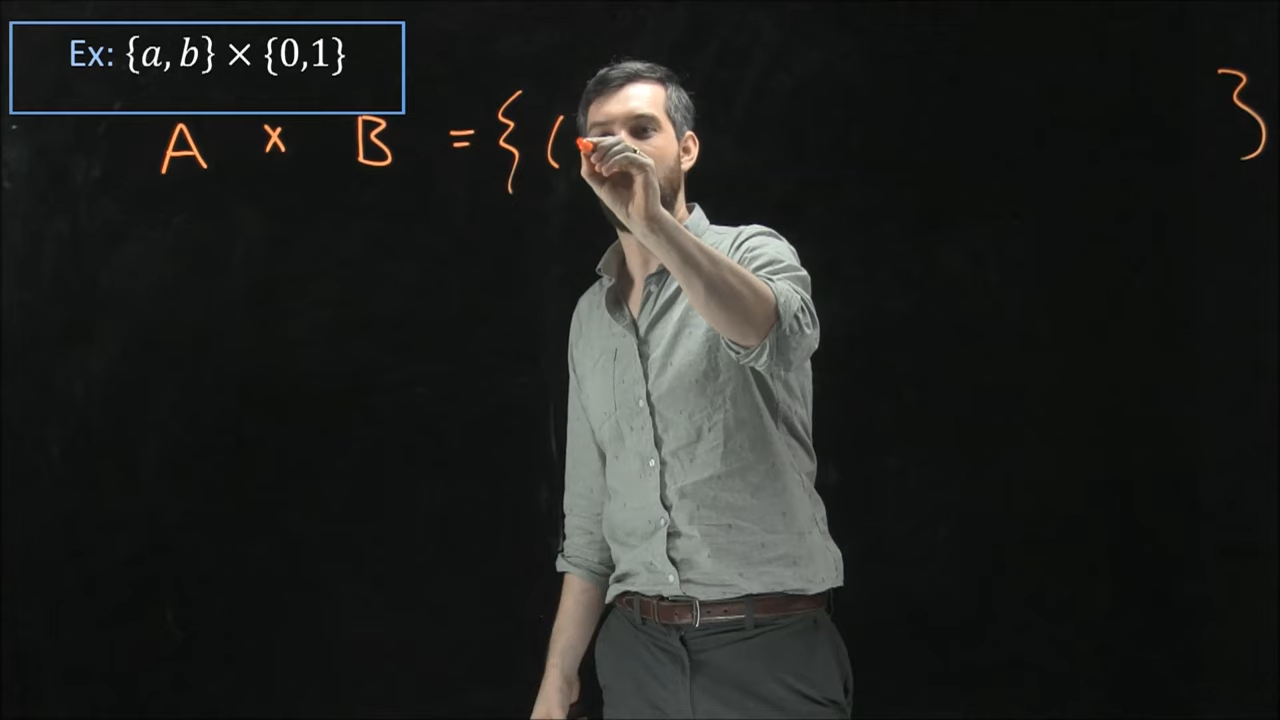 Ex: {a, b} × {0,1}
A × B = { ( }